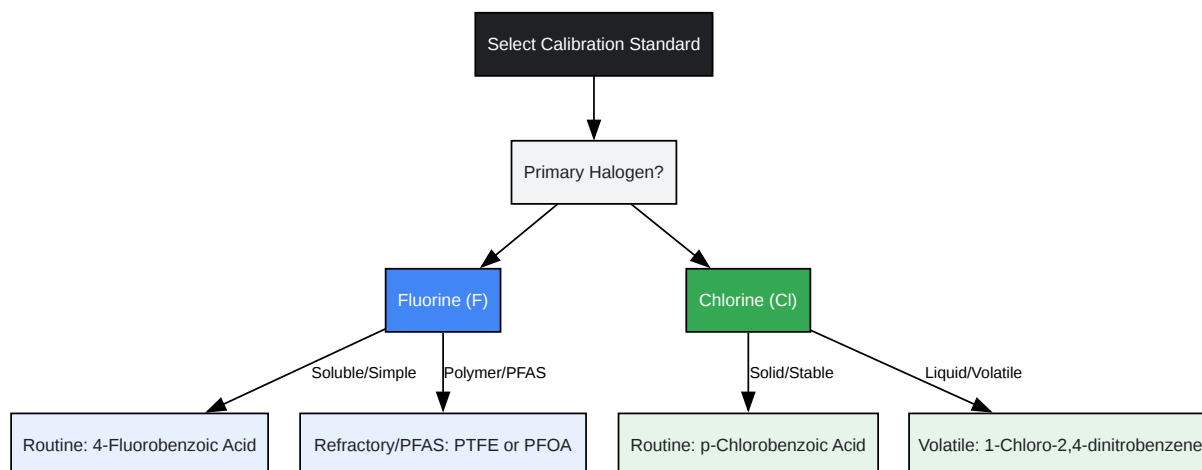 Select Calibration Standard
Primary Halogen?
Fluorine (F)
Chlorine (Cl)
Soluble/Simple
Polymer/PFAS
Solid/Stable
Liquid/Volatile
Routine: 4-Fluorobenzoic Acid
Refractory/PFAS: PTFE or PFOA
Routine: p-Chlorobenzoic Acid
Volatile: 1-Chloro-2,4-dinitrobenzene